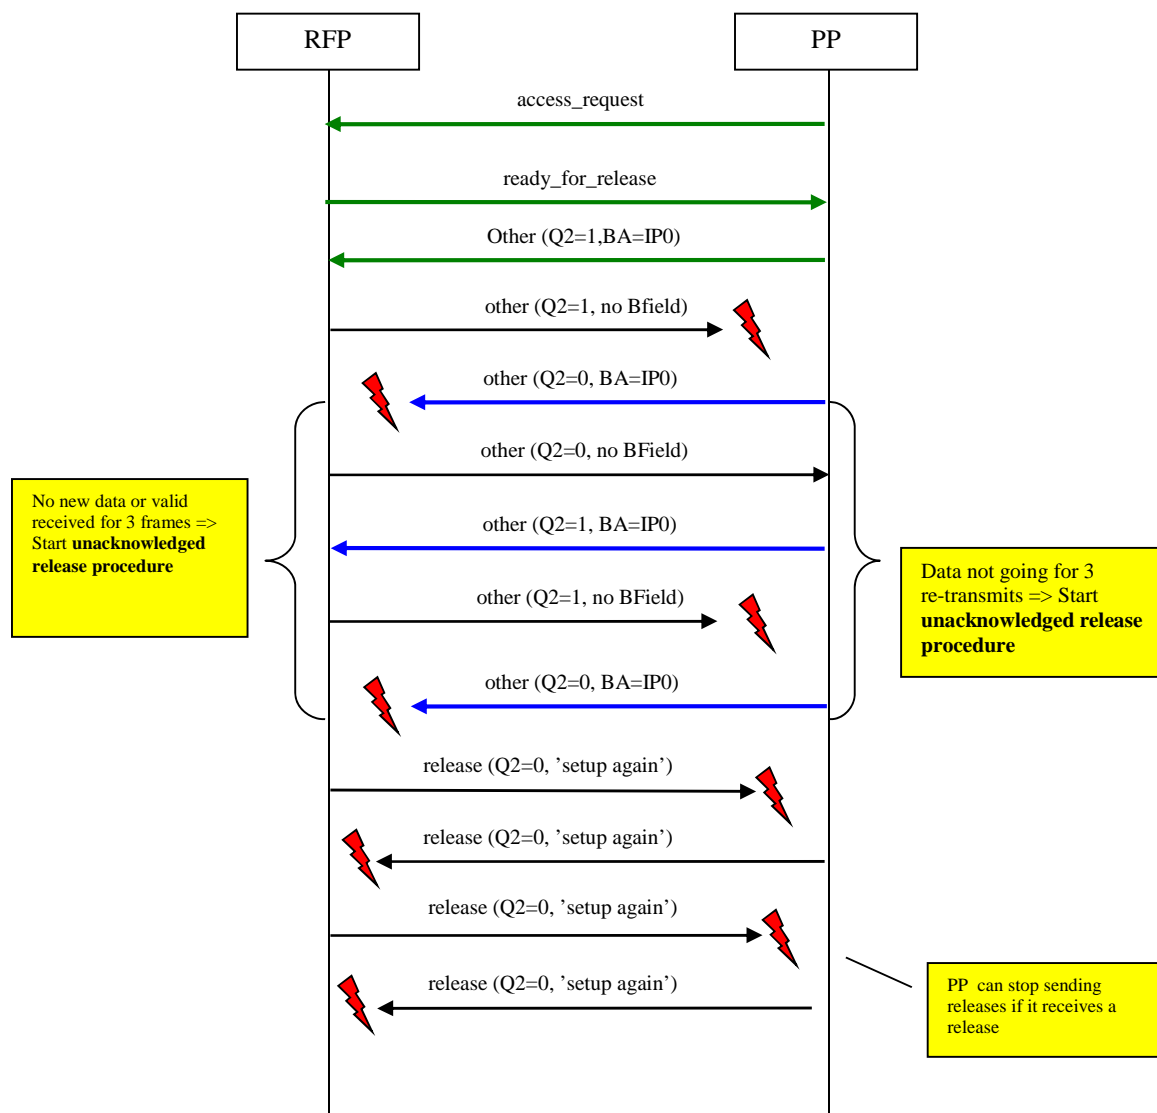 RFP
PP
access_request
ready_for_release
Other (Q2=1,BA=IP0)
other (Q2=1, no Bfield)
other (Q2=0, BA=IP0)
other (Q2=0, no BField)
No new data or valid
received for 3 frames =>
Start unacknowledged
release procedure
other (Q2=1, BA=IP0)
Data not going for 3
re-transmits => Start
unacknowledged release
procedure
other (Q2=1, no BField)
other (Q2=0, BA=IP0)
release (Q2=0, ’setup again’)
release (Q2=0, ’setup again’)
release (Q2=0, ‘setup again’)
release (Q2=0, ’setup again’)
PP can stop sending
releases if it receives a
release